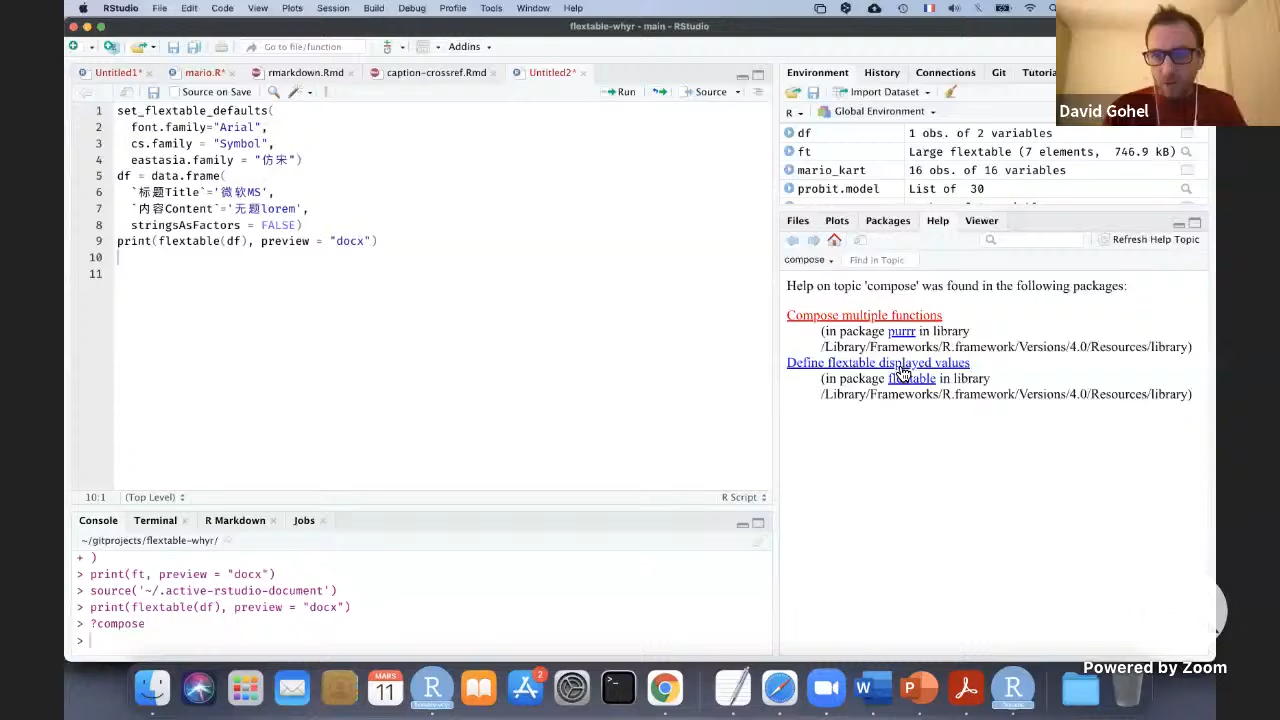 RStudio File Edit Code View Plots Session Build Debug Profile Tools Window Help
flextable-whyr - main - RStudio
Go to file/function Addins
Untitled1* mario.R* rmarkdown.Rmd caption-crossref.Rmd Untitled2*
Source on Save Run Source
1 set_flextable_defaults(
2 font.family="Arial",
3 cs.family = "Symbol",
4 eastasia.family = "仿宋")
5 df = data.frame(
6 `标题Title`='微软MS',
7 `内容Content`='无题lorem',
8 stringsAsFactors = FALSE)
9 print(flextable(df), preview = "docx")
10
11
10:1 (Top Level) R Script
Console Terminal R Markdown Jobs
~/gitprojects/flextable-whyr/
+ )
> print(ft, preview = "docx")
> source('~/.active-rstudio-document')
> print(flextable(df), preview = "docx")
> ?compose
>
Environment History Connections Git Tutoria
Import Dataset
R Global Environment
df 1 obs. of 2 variables
ft Large flextable (7 elements, 746.9 kB)
mario_kart 16 obs. of 16 variables
probit.model List of 30
Files Plots Packages Help Viewer
Refresh Help Topic
compose Find in Topic
Help on topic 'compose' was found in the following packages:
Compose multiple functions
(in package purrr in library
/Library/Frameworks/R.framework/Versions/4.0/Resources/library)
Define flextable displayed values
(in package flextable in library
/Library/Frameworks/R.framework/Versions/4.0/Resources/library)
David Gohel
MARS
11
2
Powered by Zoom